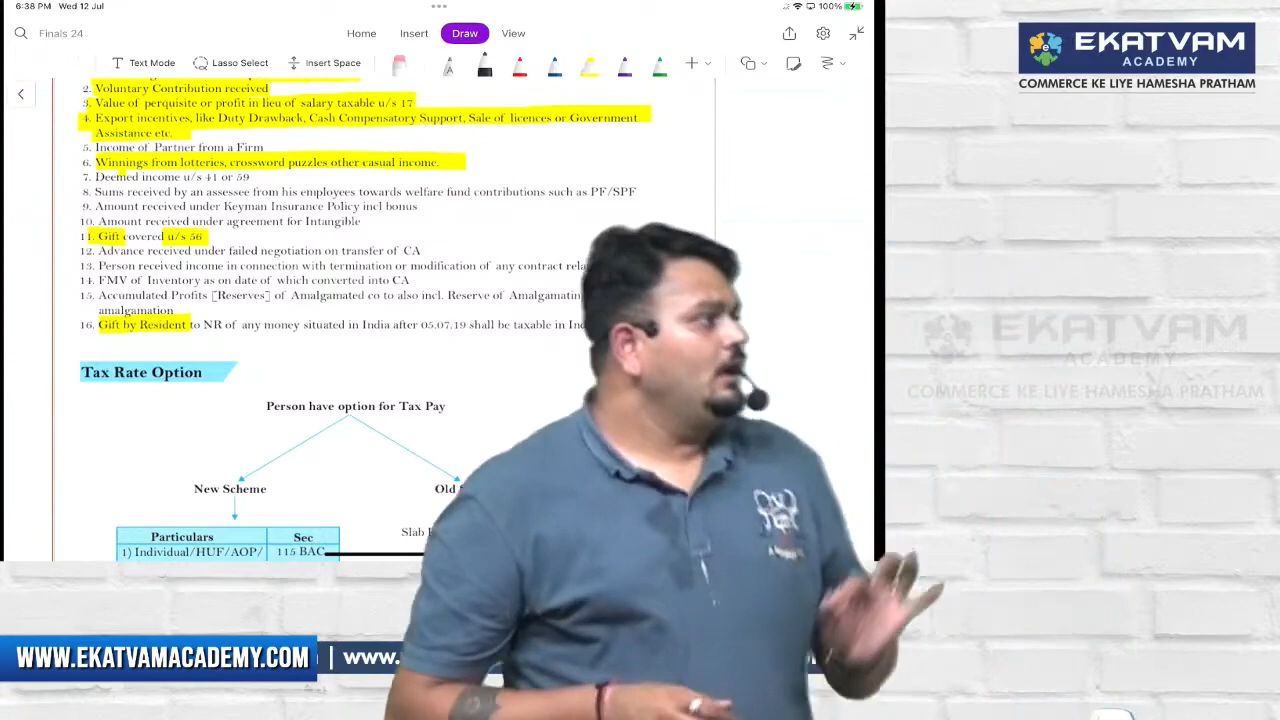 6:38 PM Wed 12 Jul
100%
Finals 24
Home Insert Draw View
Text Mode Lasso Select Insert Space
2. Voluntary Contribution received
3. Value of perquisite or profit in lieu of salary taxable u/s 17
4. Export incentives, like Duty Drawback, Cash Compensatory Support, Sale of licences or Government
Assistance etc.
5. Income of Partner from a Firm
6. Winnings from lotteries, crossword puzzles other casual income.
7. Deemed income u/s 41 or 59
8. Sums received by an assessee from his employees towards welfare fund contributions such as PF/SPF
9. Amount received under Keyman Insurance Policy incl bonus
10. Amount received under agreement for Intangible
11. Gift covered u/s 56
12. Advance received under failed negotiation on transfer of CA
13. Person received income in connection with termination or modification of any contract
14. FMV of Inventory as on date of which converted into CA
15. Accumulated Profits [Reserves] of Amalgamated co to also incl. Reserve of
amalgamation
16. Gift by Resident to NR of any money situated in India after 05.07.19 shall be taxable in
Tax Rate Option
Person have option for Tax Pay
New Scheme
Old
Slab
Particulars Sec
1) Individual/HUF/AOP/ 115 BAC
EKATVAM
ACADEMY
COMMERCE KE LIYE HAMESHA PRATHAM
EKATVAM
ACADEMY
COMMERCE KE LIYE HAMESHA PRATHAM
WWW.EKATVAMACADEMY.COM | www.